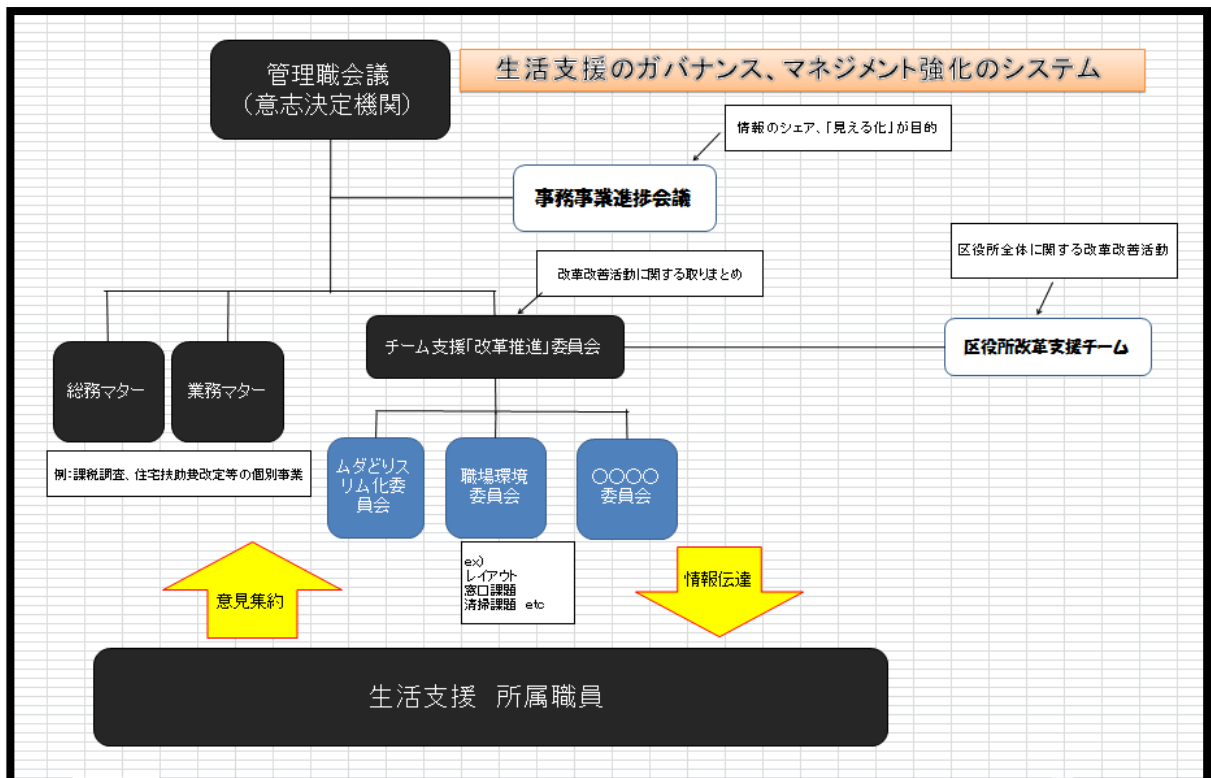 生活支援のガバナンス、マネジメント強化のシステム
管理職会議
(意志決定機関)
情報のシェア、「見える化」が目的
事務事業進捗会議
区役所全体に関する改革改善活動
改革改善活動に関する取りまとめ
チーム支援「改革推進」委員会
区役所改革支援チーム
総務マター
業務マター
例：課税調査、住宅扶助費改定等の個別事業
ムダどりス
リム化委
員会
職場環境
委員会
〇〇〇〇
委員会
ex)
レイアウト
窓口課題
清掃課題 etc
意見集約
情報伝達
生活支援 所属職員